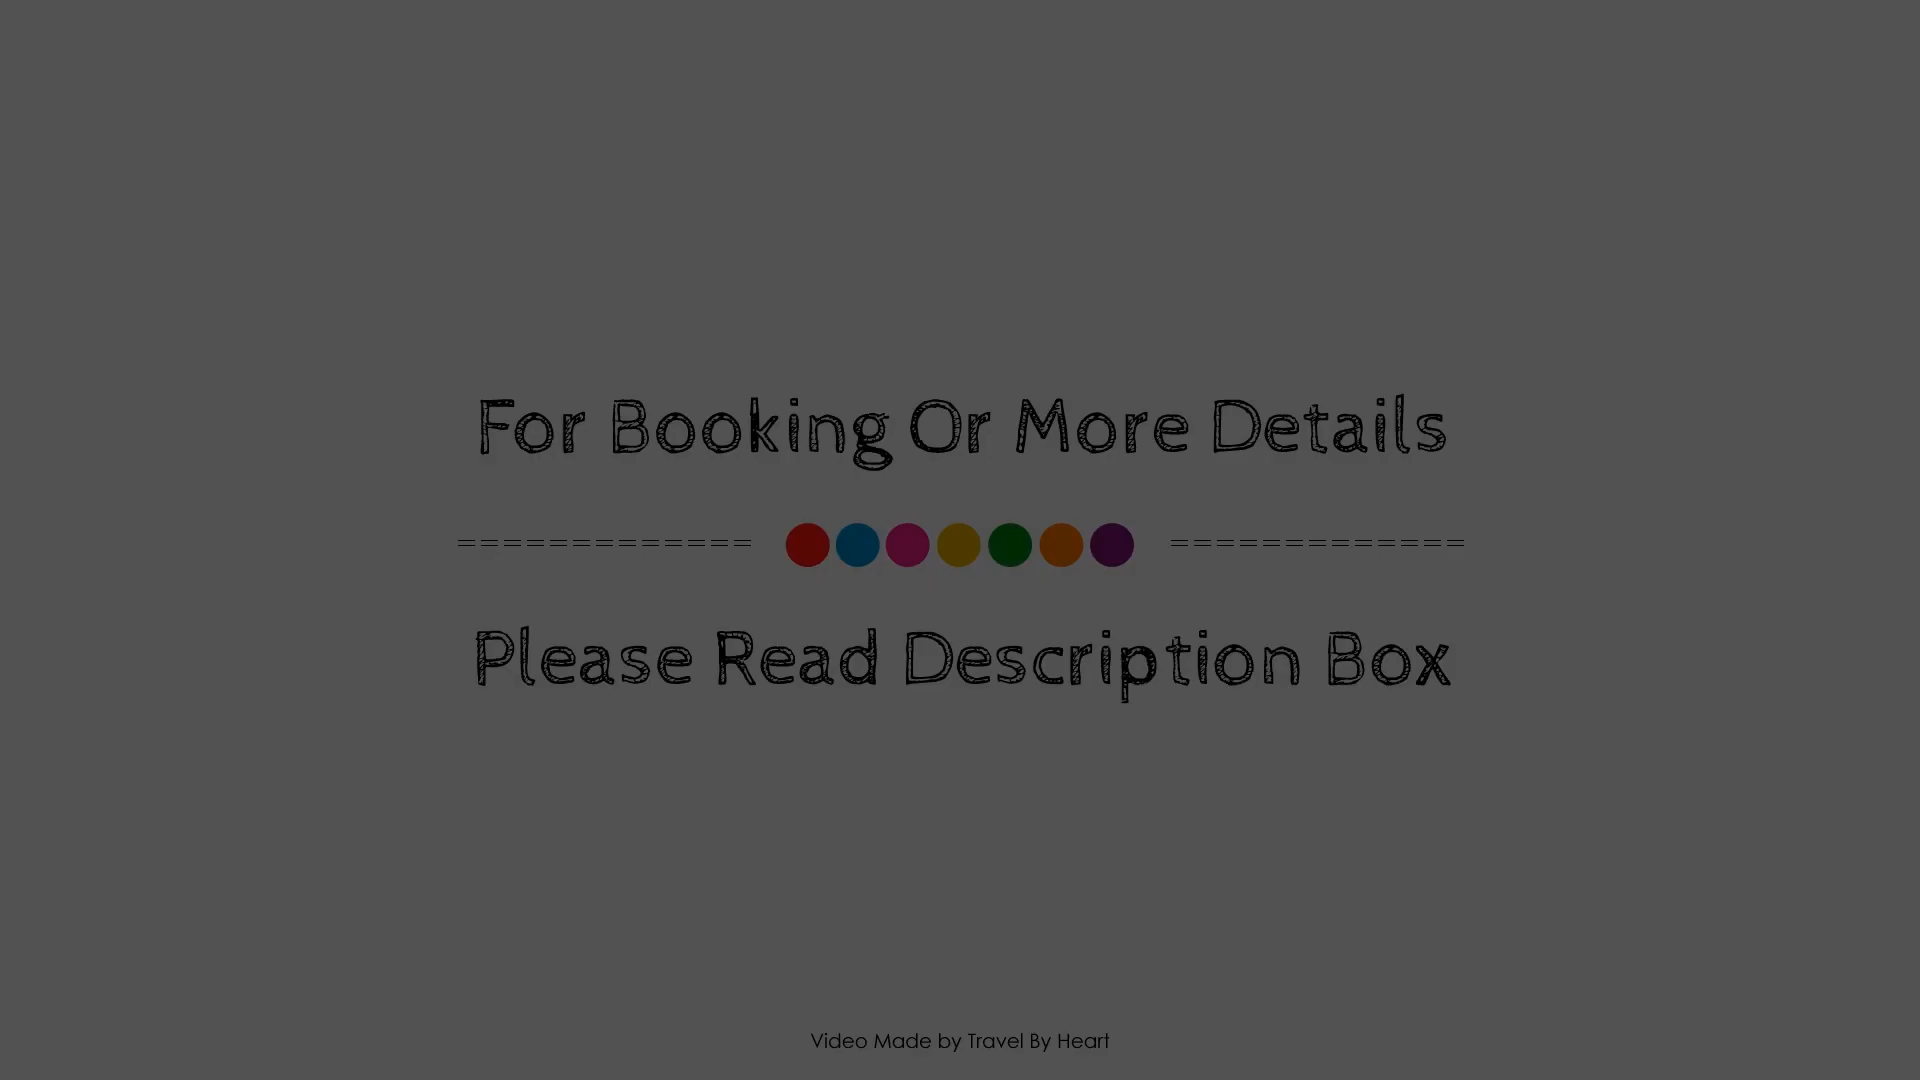 For Booking Or More Details
============= =============
Please Read Description Box
Video Made by Travel By Heart